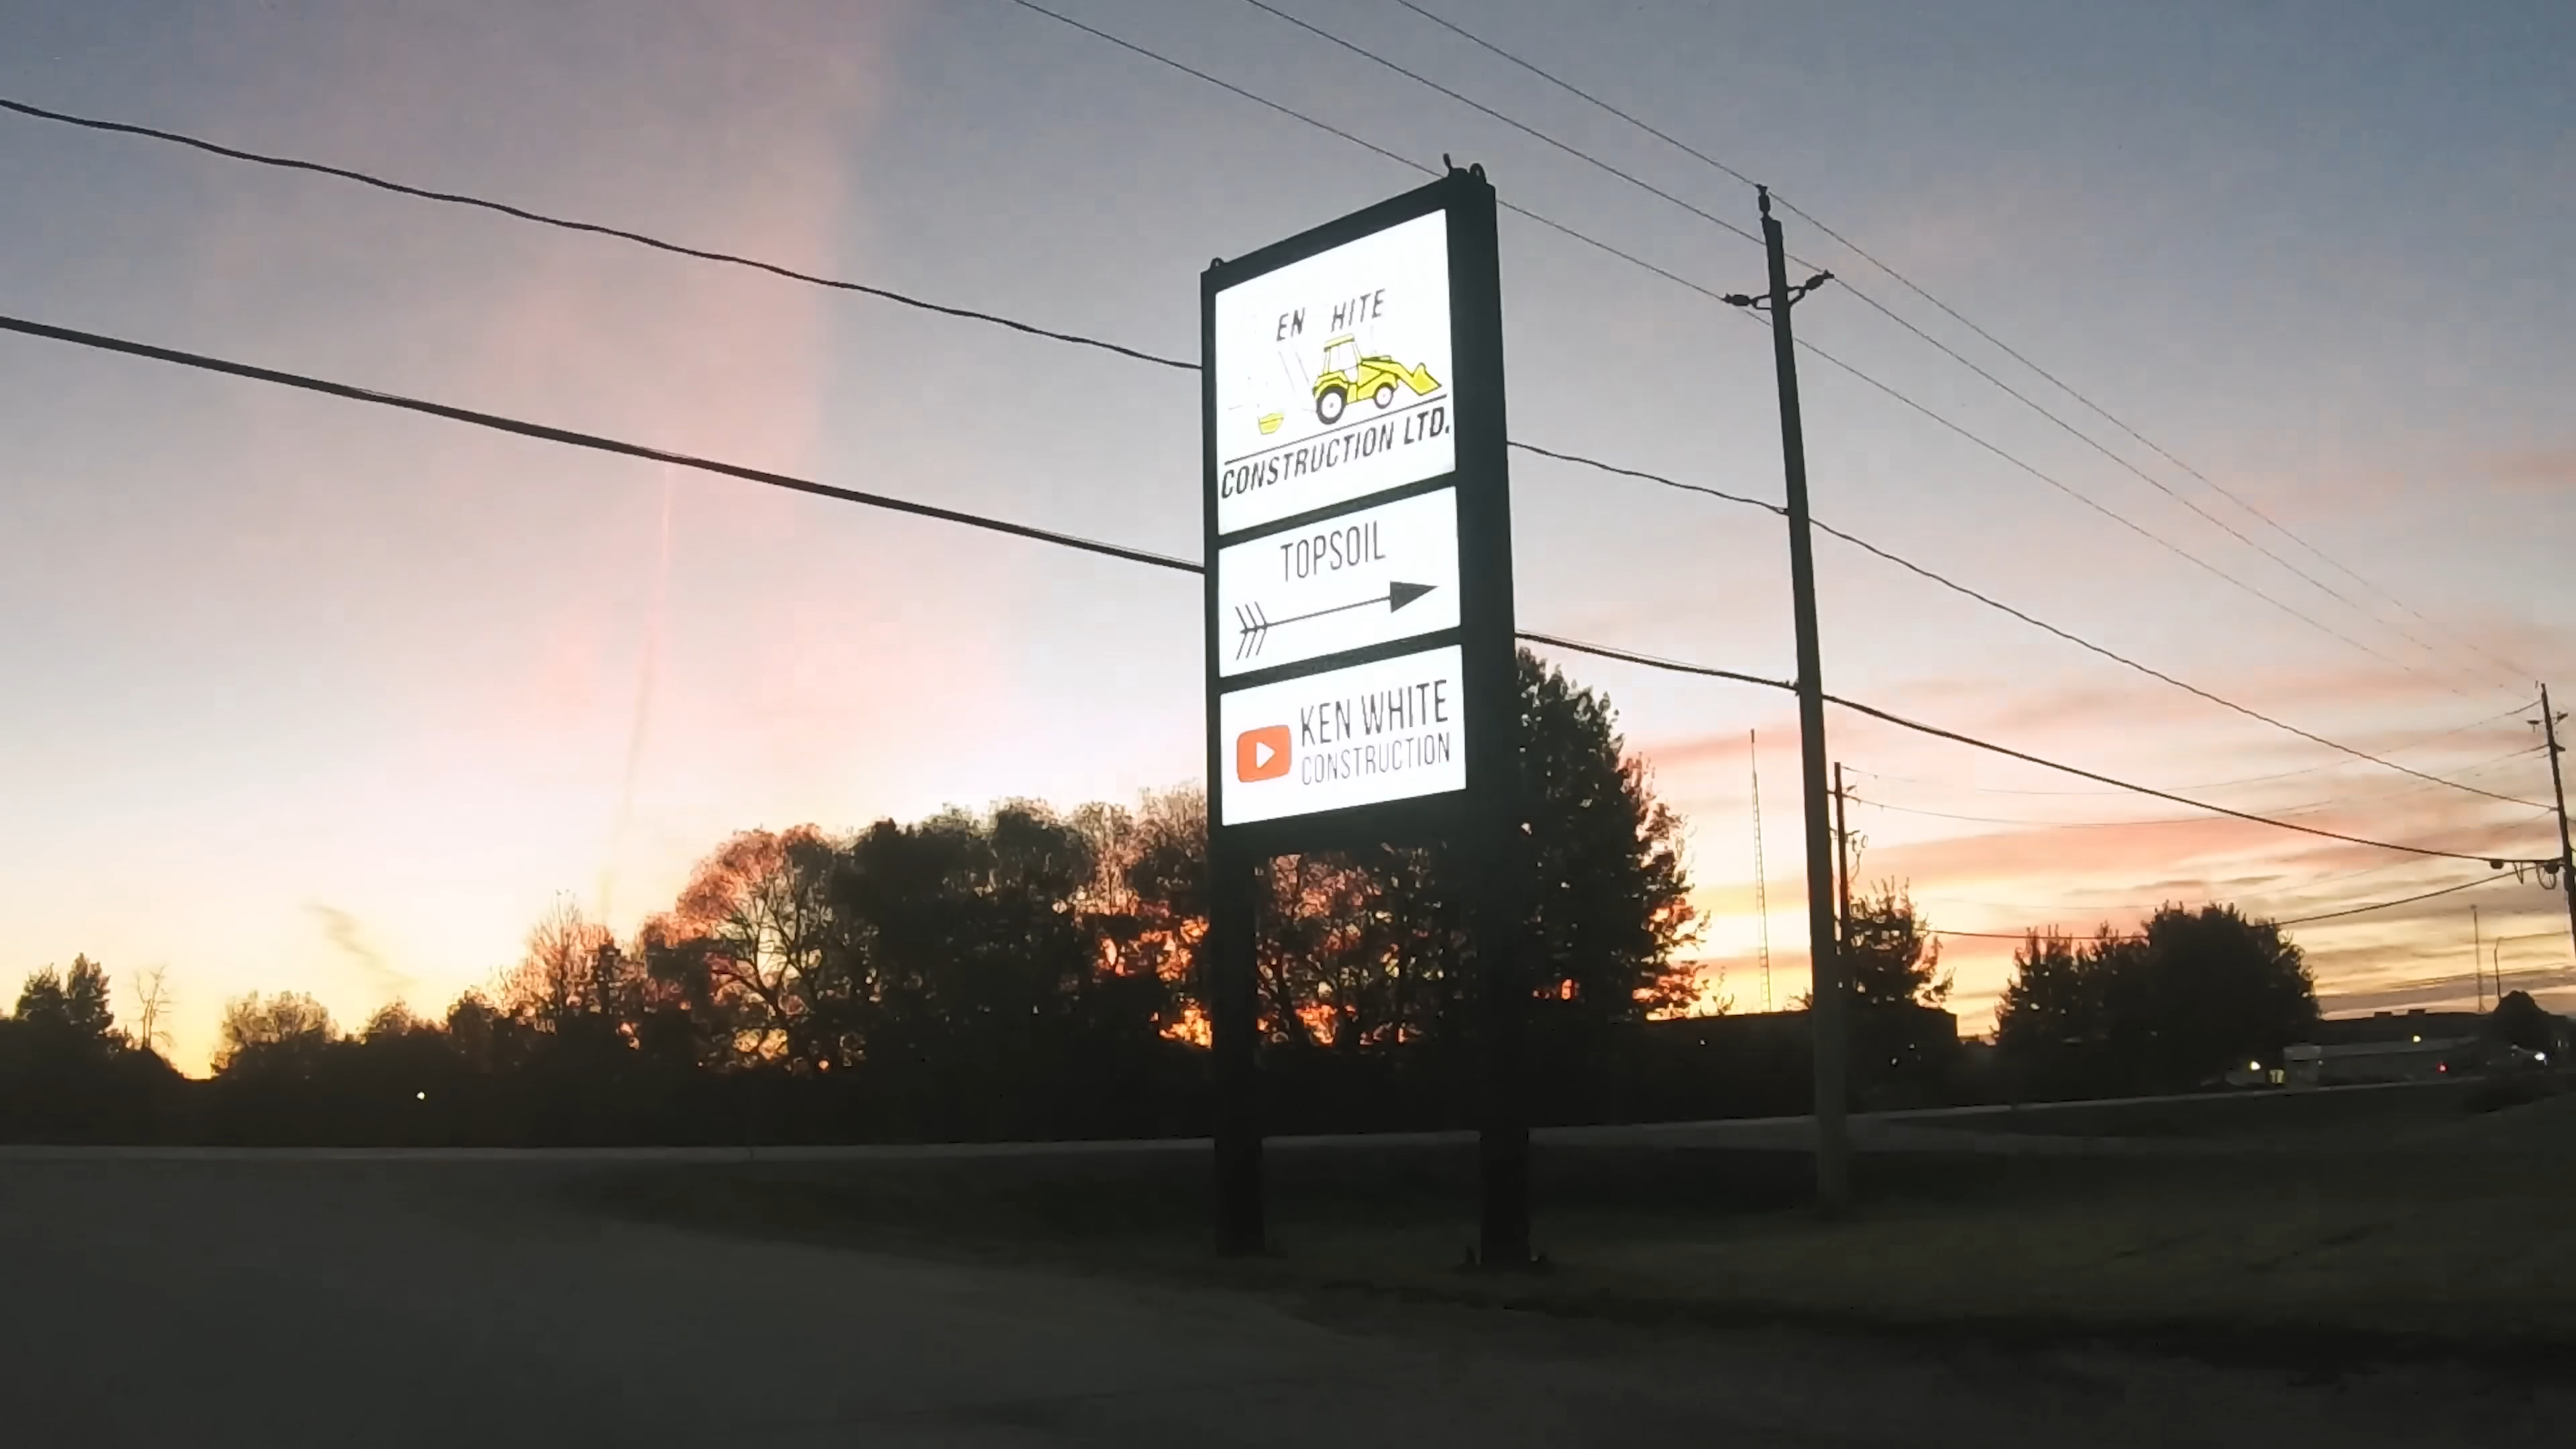 EN HITE
CONSTRUCTION LTD.
TOPSOIL
KEN WHITE
CONSTRUCTION